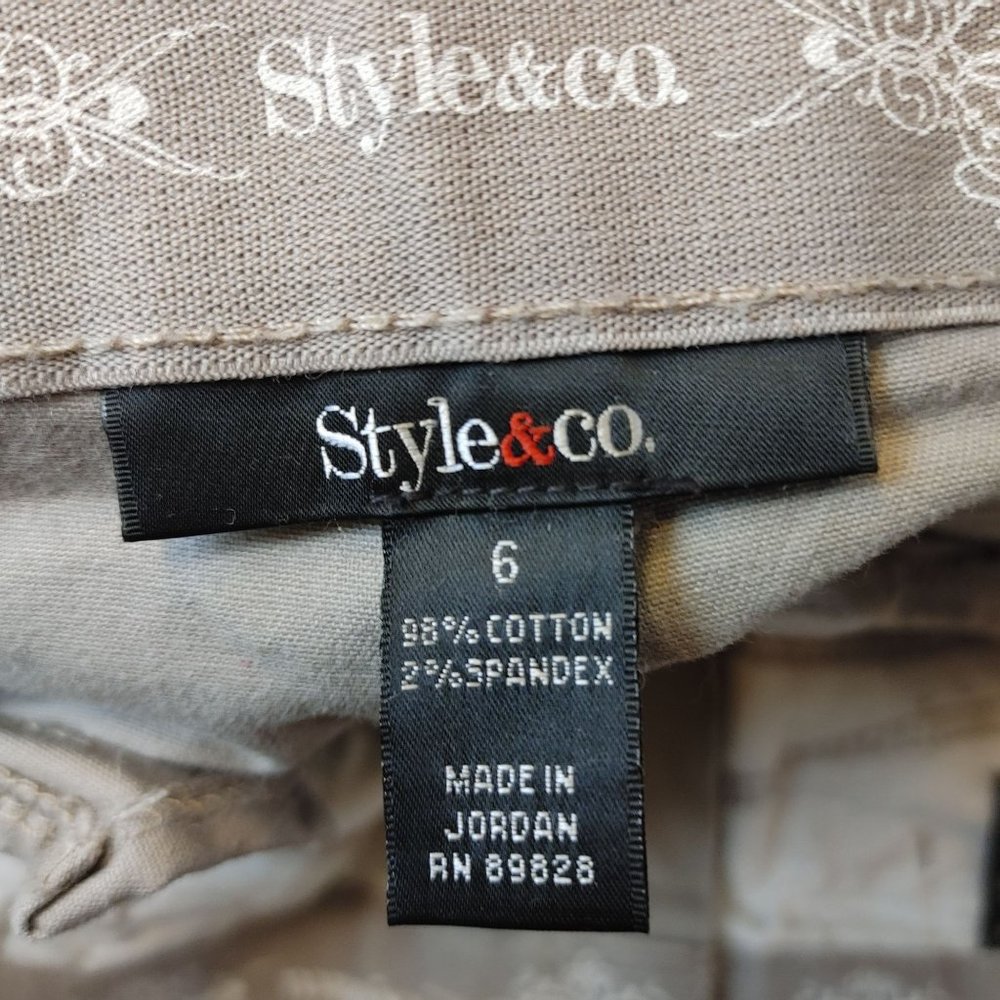 Style&co.
Style&co.
6
98% COTTON
2% SPANDEX
MADE IN
JORDAN
RN 89828